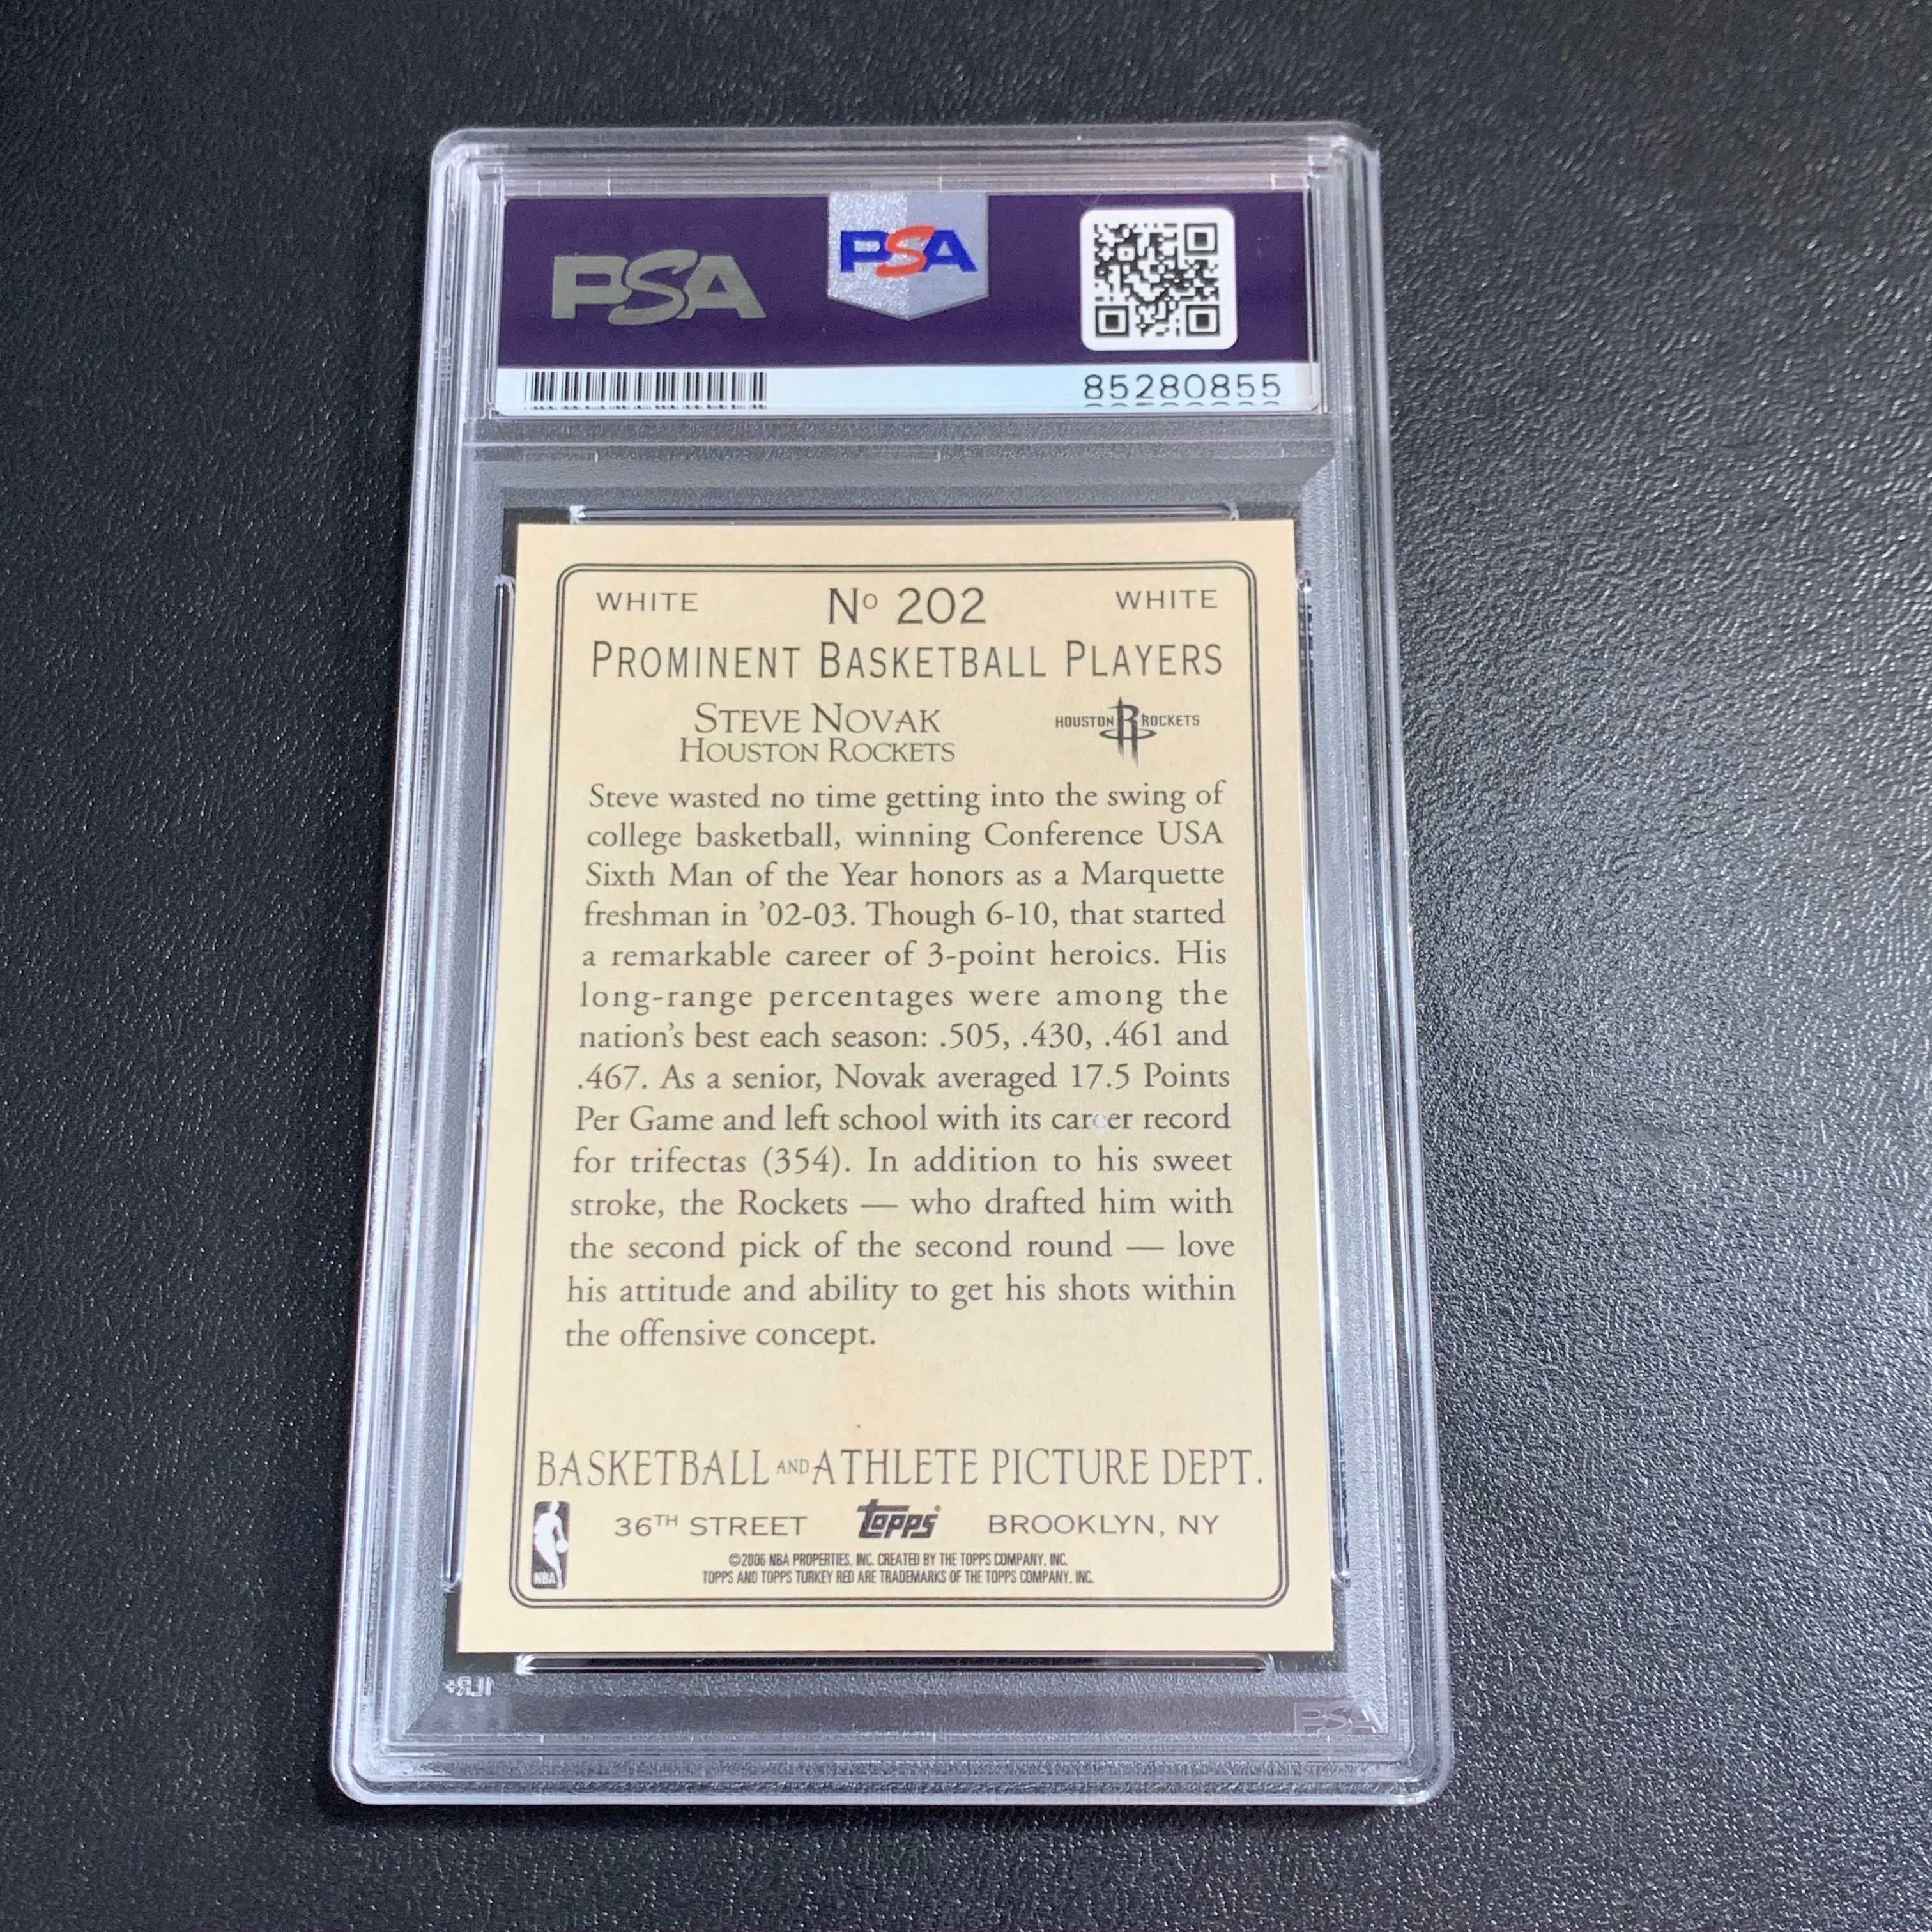 PSA
PSA
85280855
WHITE No 202 WHITE
PROMINENT BASKETBALL PLAYERS
STEVE NOVAK
HOUSTON ROCKETS
HOUSTON R ROCKETS
Steve wasted no time getting into the swing of
college basketball, winning Conference USA
Sixth Man of the Year honors as a Marquette
freshman in ’02-03. Though 6-10, that started
a remarkable career of 3-point heroics. His
long-range percentages were among the
nation’s best each season: .505, .430, .461 and
.467. As a senior, Novak averaged 17.5 Points
Per Game and left school with its career record
for trifectas (354). In addition to his sweet
stroke, the Rockets — who drafted him with
the second pick of the second round — love
his attitude and ability to get his shots within
the offensive concept.
BASKETBALL AND ATHLETE PICTURE DEPT.
NBA 36TH STREET Topps® BROOKLYN, NY
©2006 NBA PROPERTIES, INC. CREATED BY THE TOPPS COMPANY, INC.
TOPPS AND TOPPS TURKEY RED ARE TRADEMARKS OF THE TOPPS COMPANY, INC.
PSA